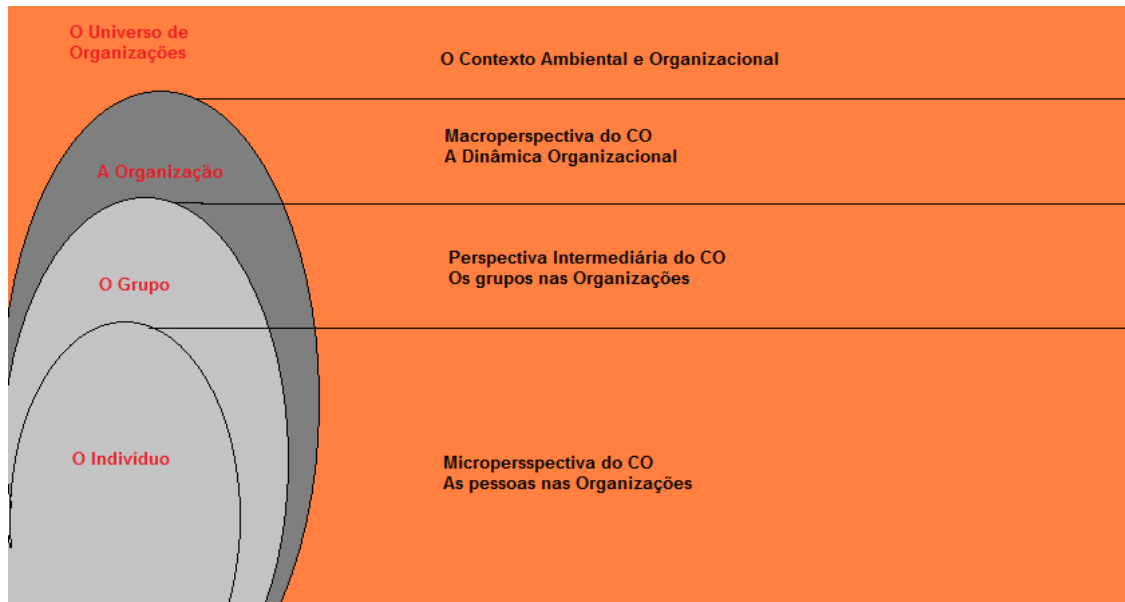 O Universo de
Organizações
O Contexto Ambiental e Organizacional
Macroperspectiva do CO
A Dinâmica Organizacional
A Organização
Perspectiva Intermediária do CO
Os grupos nas Organizações
O Grupo
O Indivíduo
Micropersspectiva do CO
As pessoas nas Organizações